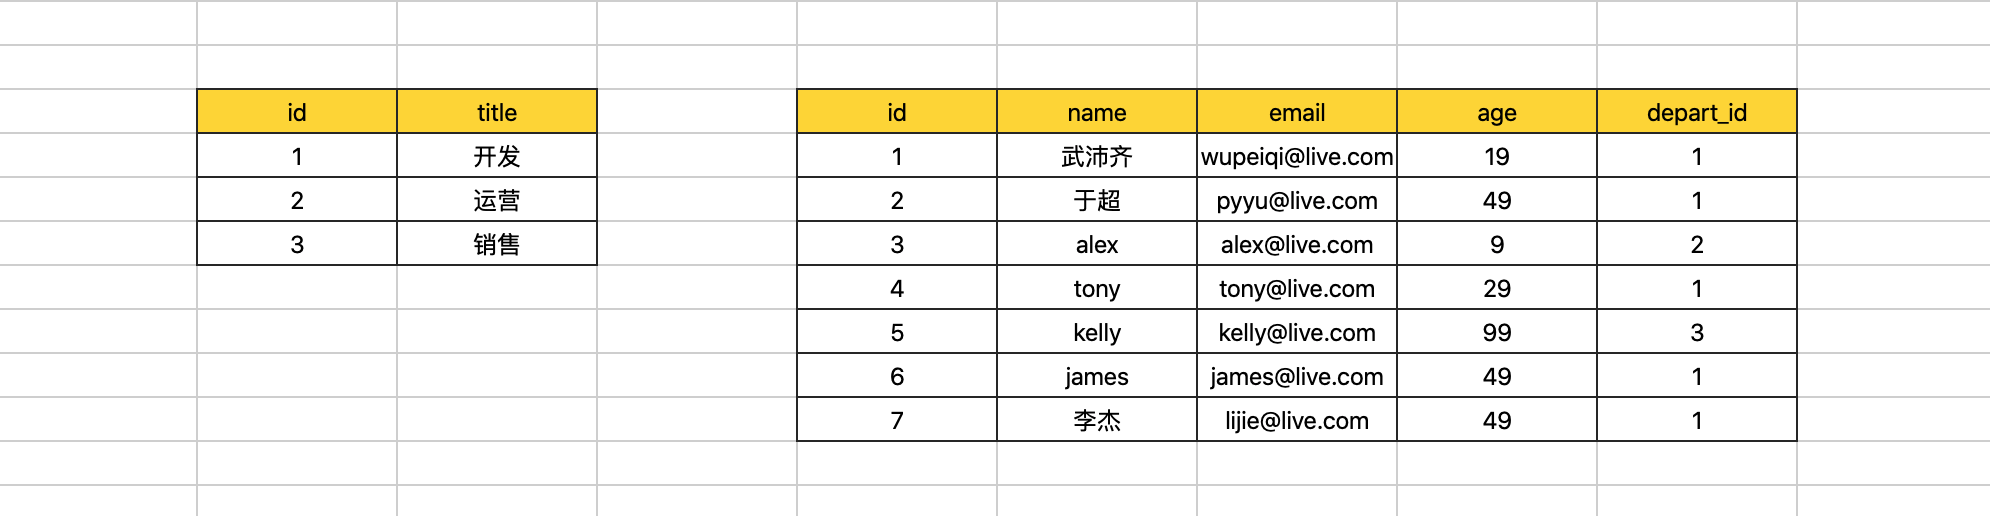 id title id name email age depart_id
1 开发 1 武沛齐 wupeiqi@live.com 19 1
2 运营 2 于超 pyyu@live.com 49 1
3 销售 3 alex alex@live.com 9 2
4 tony tony@live.com 29 1
5 kelly kelly@live.com 99 3
6 james james@live.com 49 1
7 李杰 lijie@live.com 49 1